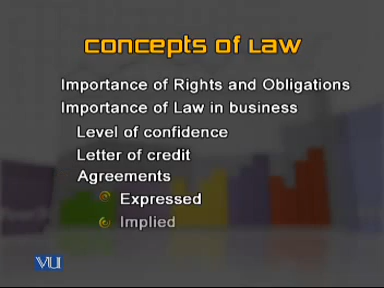 concepts of Law
Importance of Rights and Obligations
Importance of Law in business
Level of confidence
Letter of credit
Agreements
Expressed
Implied
VU